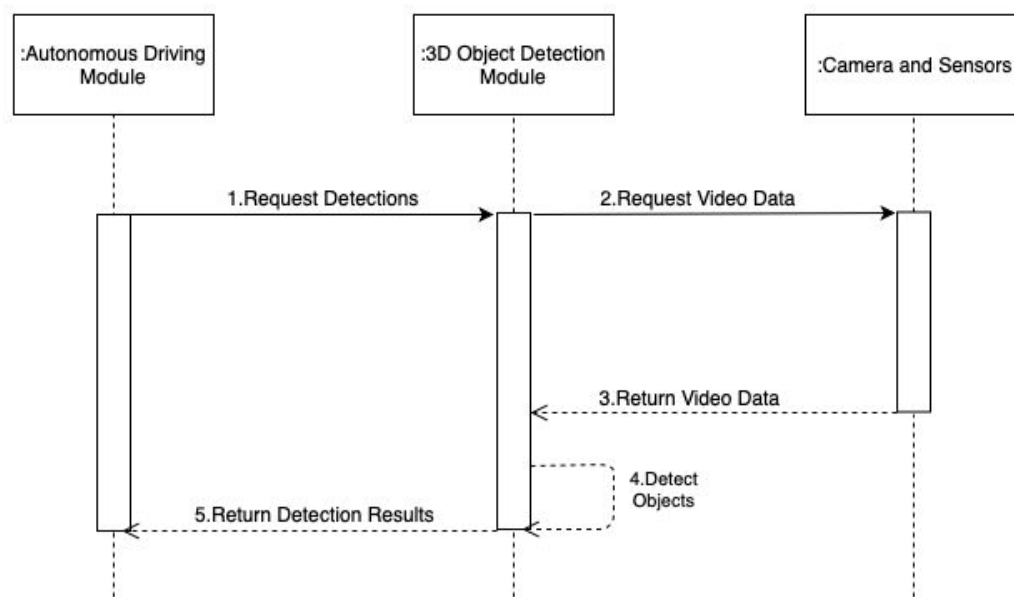 :Autonomous Driving
Module
:3D Object Detection
Module
:Camera and Sensors
1.Request Detections
2.Request Video Data
3.Return Video Data
4.Detect
Objects
5.Return Detection Results